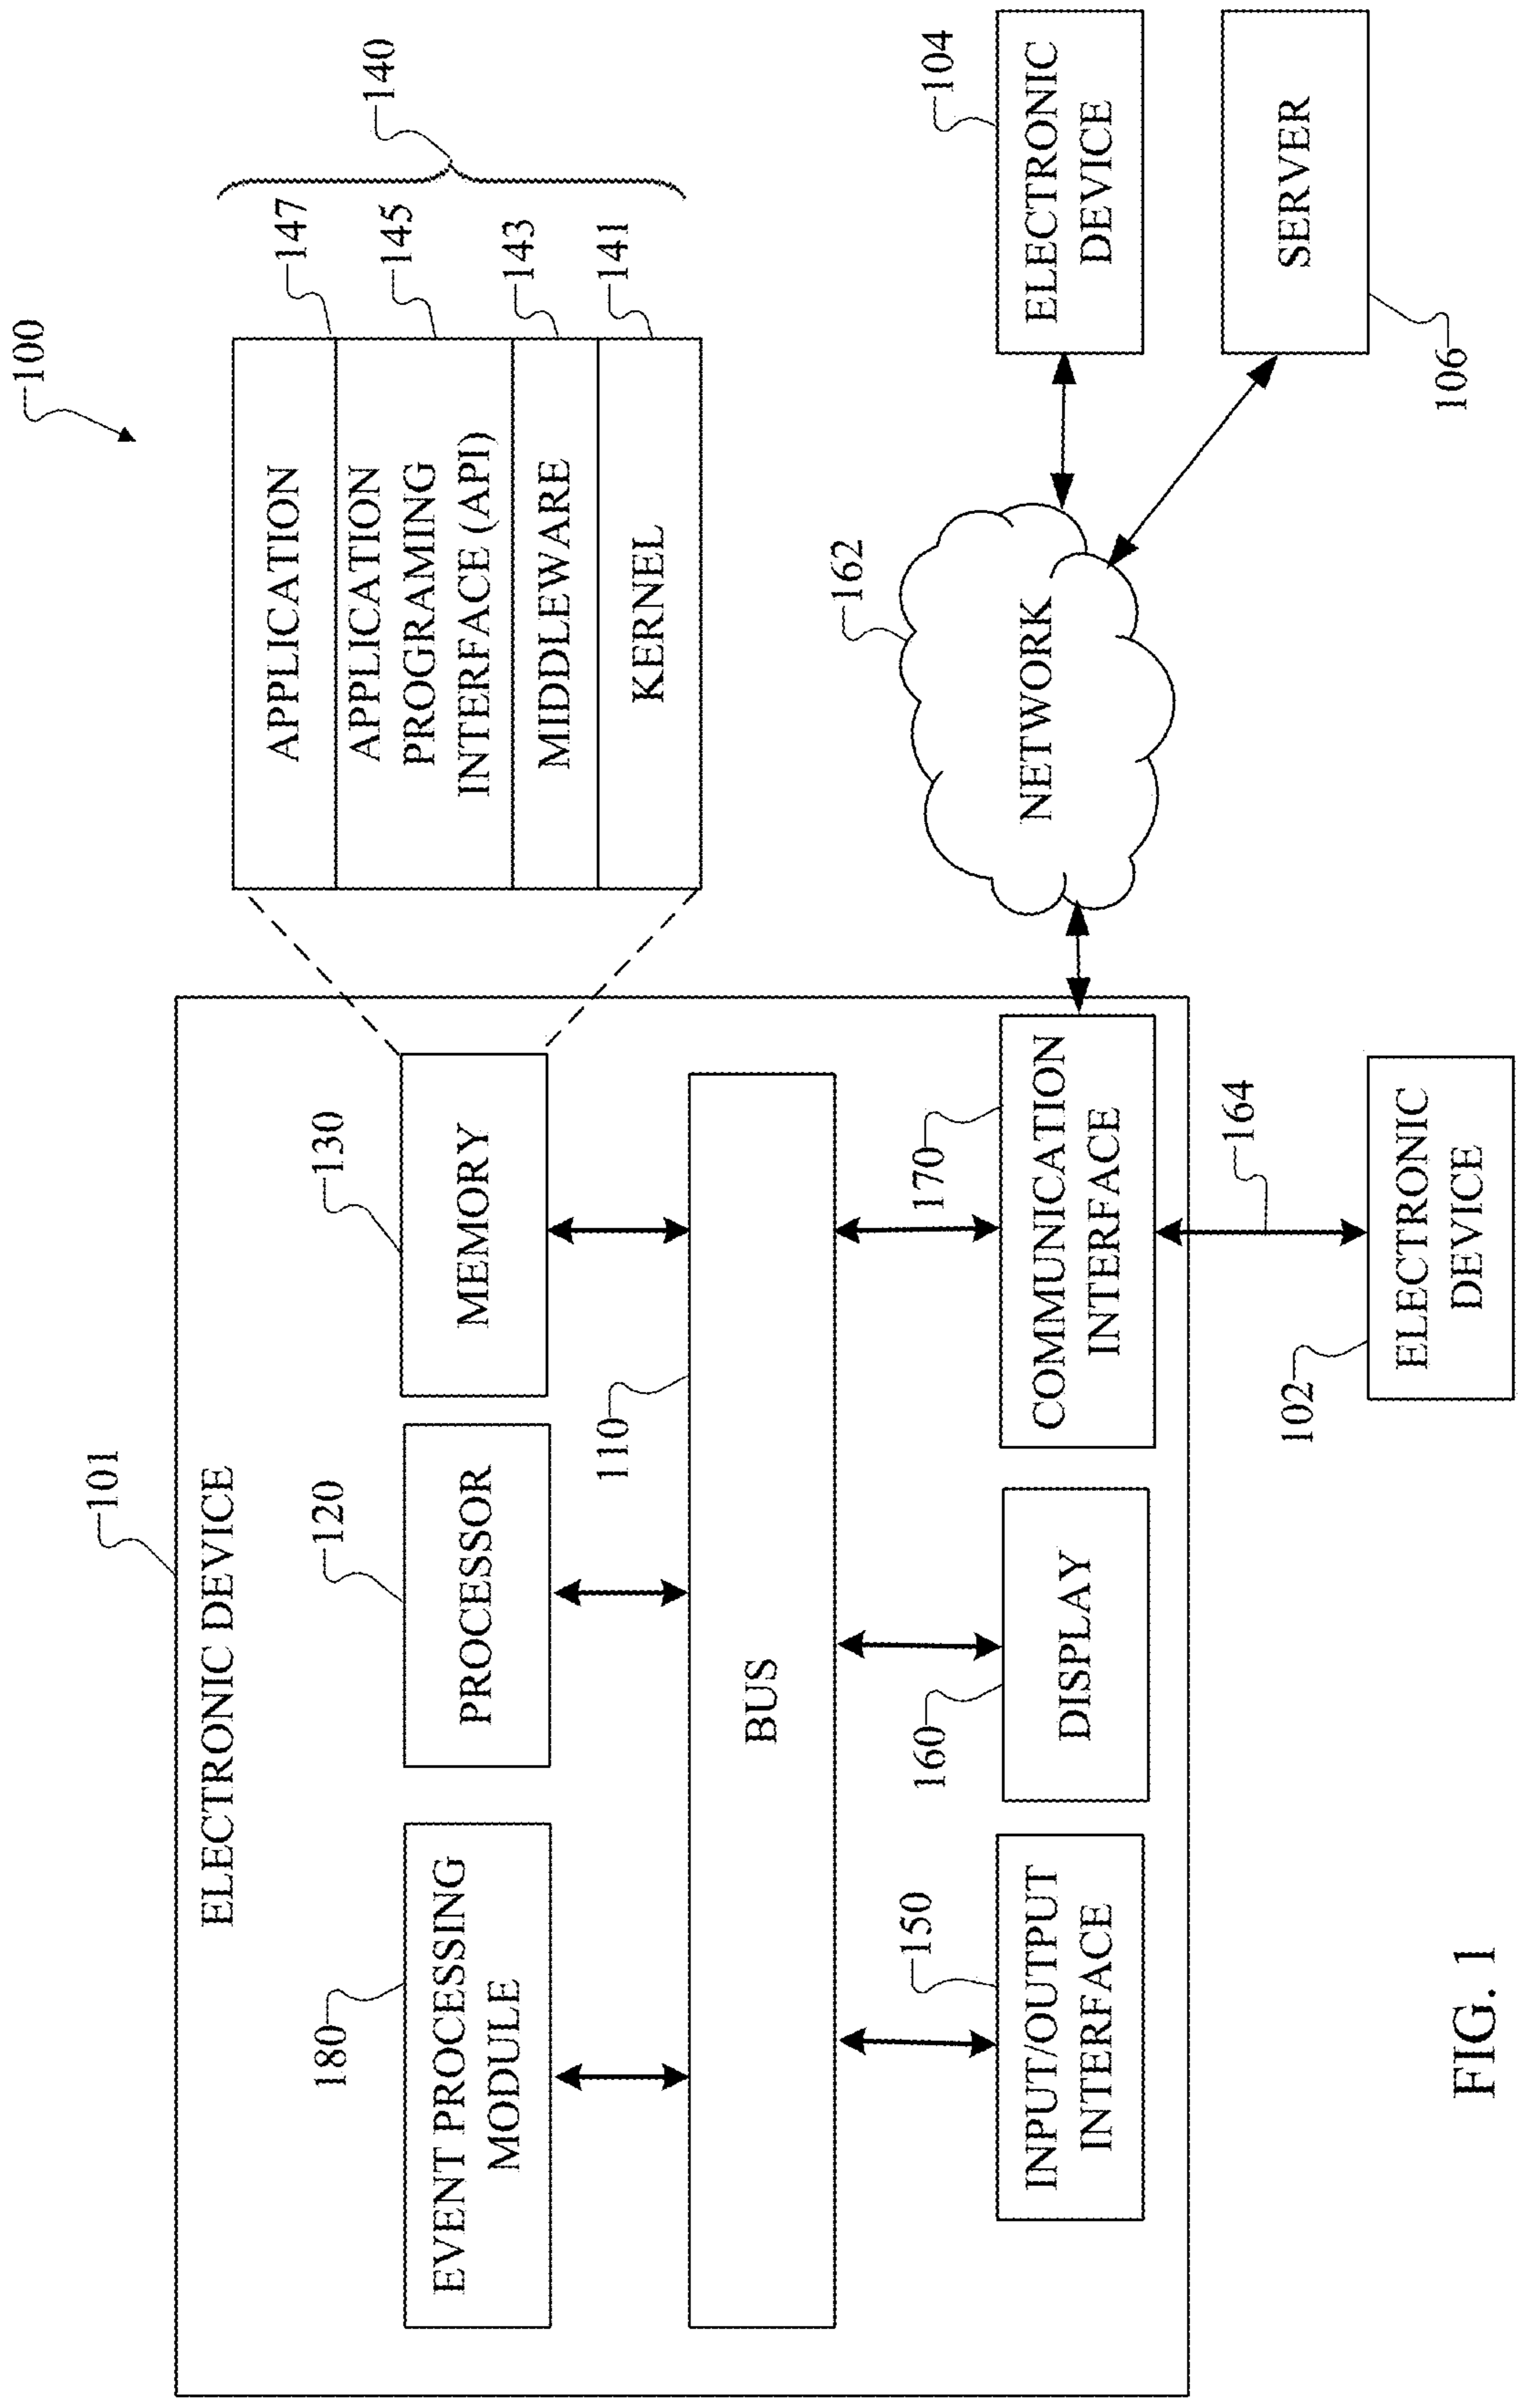 100
101
ELECTRONIC DEVICE
180
120
130
EVENT PROCESSING
MODULE
PROCESSOR
MEMORY
110
BUS
150
160
170
INPUT/OUTPUT
INTERFACE
DISPLAY
COMMUNICATION
INTERFACE
147
140
APPLICATION
145
APPLICATION
PROGRAMING
INTERFACE (API)
143
MIDDLEWARE
141
KERNEL
162
NETWORK
104
ELECTRONIC
DEVICE
SERVER
106
164
102
ELECTRONIC
DEVICE
FIG. 1